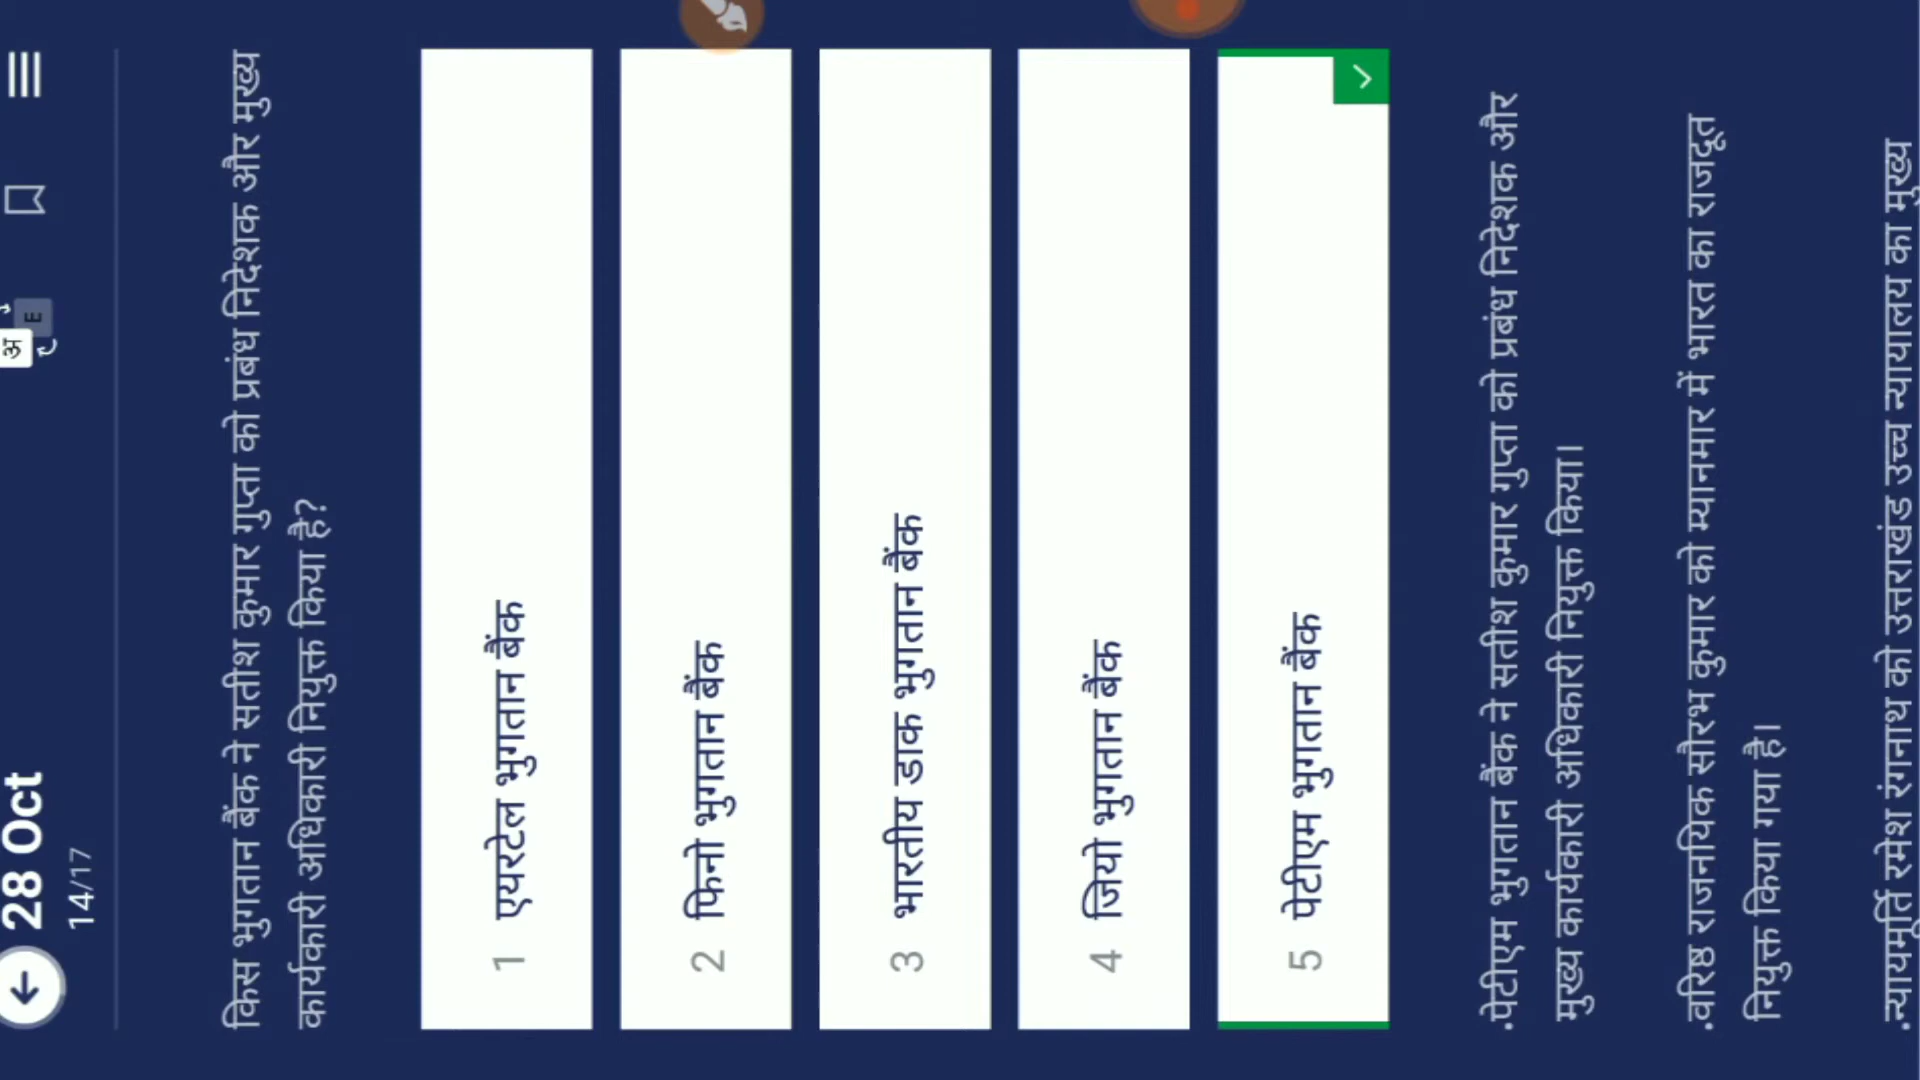 28 Oct
14/17
अ
E
किस भुगतान बैंक ने सतीश कुमार गुप्ता को प्रबंध निदेशक और मुख्य
कार्यकारी अधिकारी नियुक्त किया है?
1 एयरटेल भुगतान बैंक
2 फिनो भुगतान बैंक
3 भारतीय डाक भुगतान बैंक
4 जियो भुगतान बैंक
5 पेटीएम भुगतान बैंक
•पेटीएम भुगतान बैंक ने सतीश कुमार गुप्ता को प्रबंध निदेशक और
मुख्य कार्यकारी अधिकारी नियुक्त किया।
•वरिष्ठ राजनयिक सौरभ कुमार को म्यानमार में भारत का राजदूत
नियुक्त किया गया है।
•न्यायमूर्ति रमेश रंगनाथ को उत्तराखंड उच्च न्यायालय का मुख्य